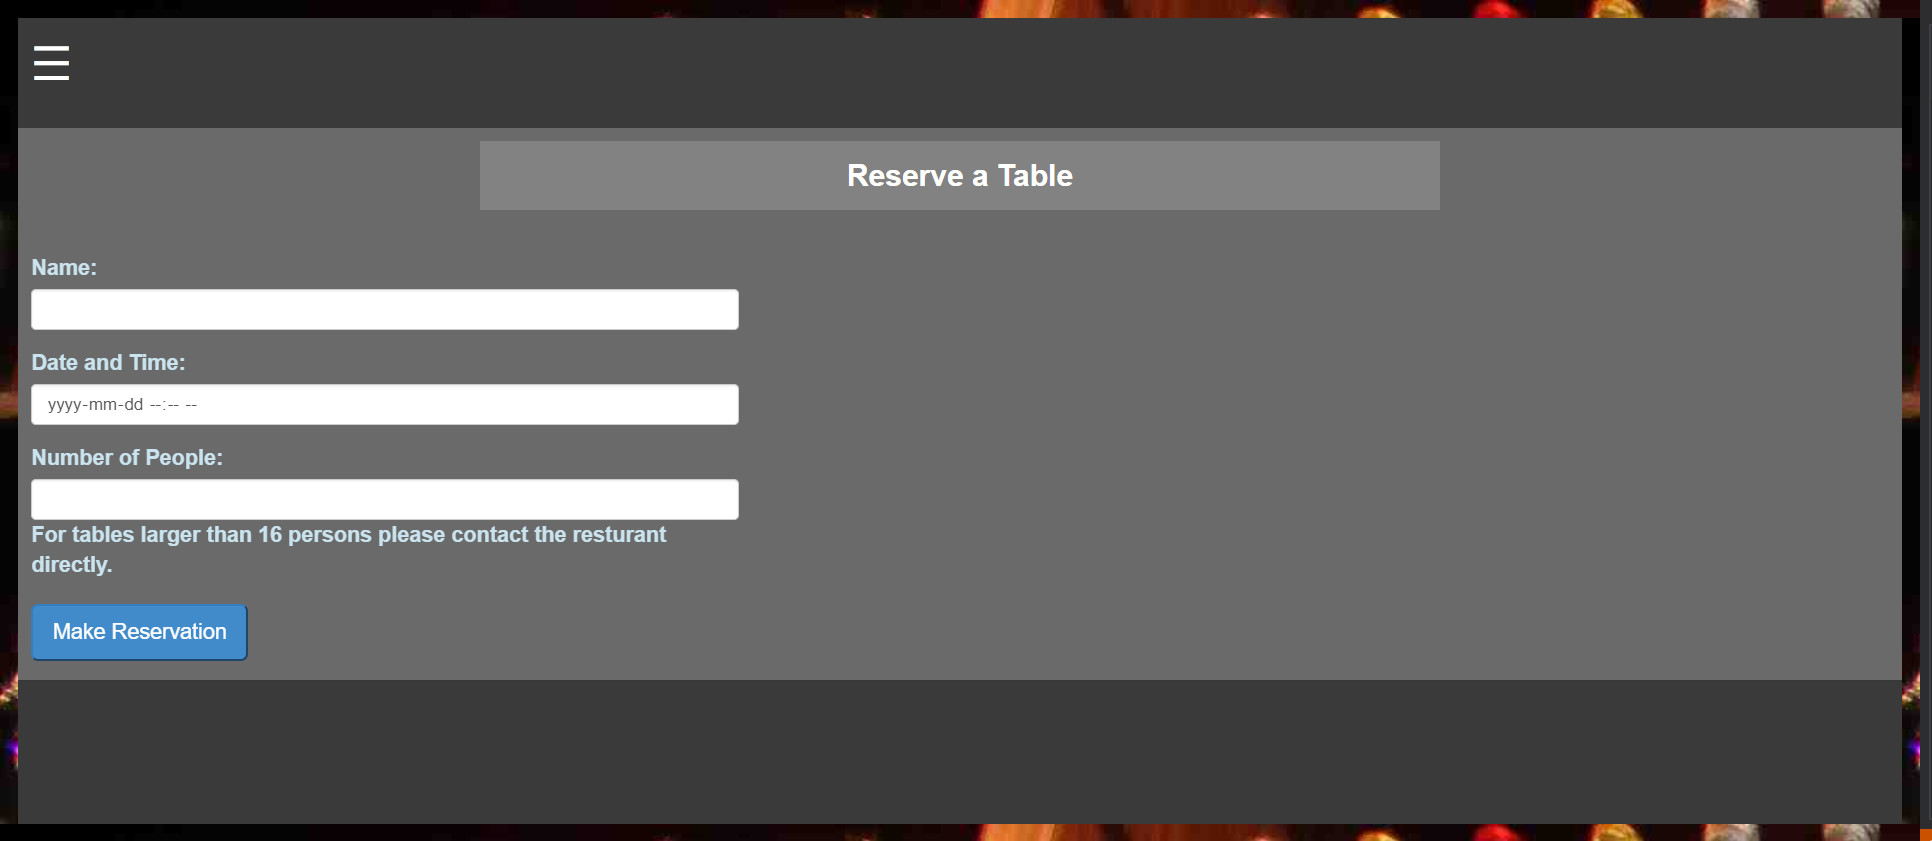 Reserve a Table
Name:
Date and Time:
yyyy-mm-dd --:-- --
Number of People:
For tables larger than 16 persons please contact the resturant
directly.
Make Reservation